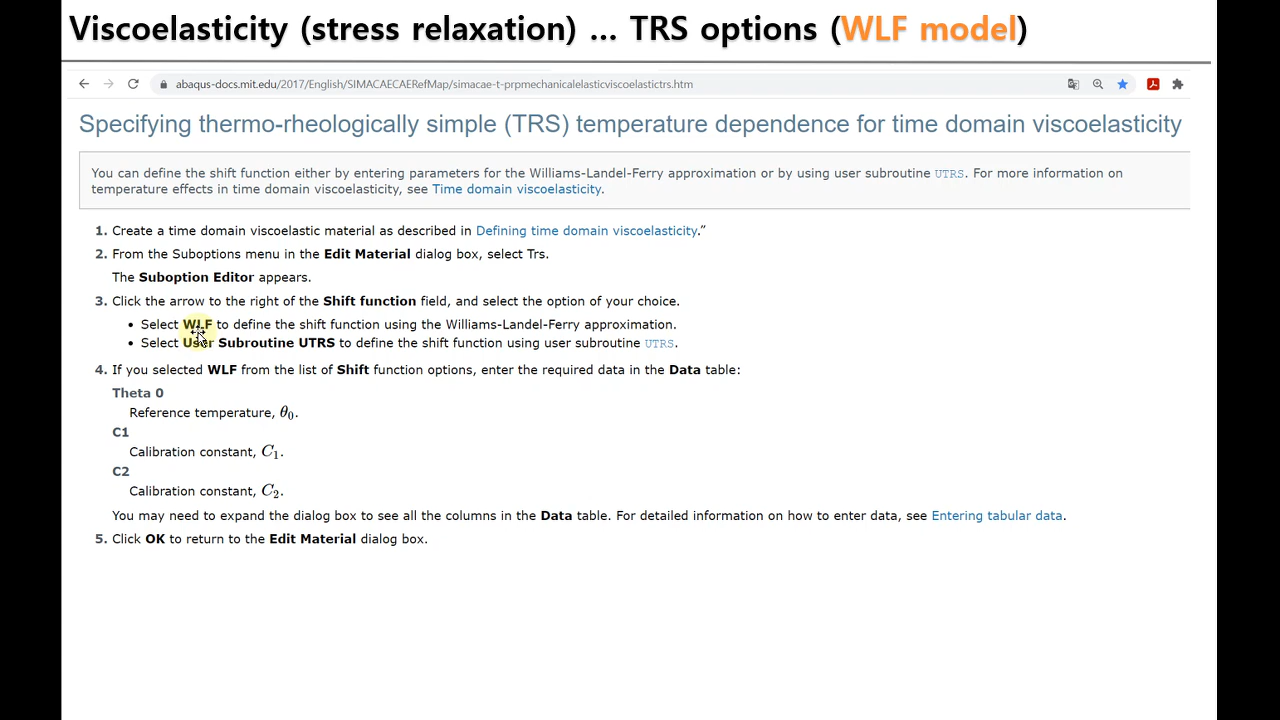 Viscoelasticity (stress relaxation) ... TRS options (WLF model)
abaqus-docs.mit.edu/2017/English/SIMACAECAERefMap/simacae-t-prpmechanicalelasticviscoelastictrs.htm
Specifying thermo-rheologically simple (TRS) temperature dependence for time domain viscoelasticity
You can define the shift function either by entering parameters for the Williams-Landel-Ferry approximation or by using user subroutine UTRS. For more information on
temperature effects in time domain viscoelasticity, see Time domain viscoelasticity.
1. Create a time domain viscoelastic material as described in Defining time domain viscoelasticity.”
2. From the Suboptions menu in the Edit Material dialog box, select Trs.
The Suboption Editor appears.
3. Click the arrow to the right of the Shift function field, and select the option of your choice.
• Select WLF to define the shift function using the Williams-Landel-Ferry approximation.
• Select User Subroutine UTRS to define the shift function using user subroutine UTRS.
4. If you selected WLF from the list of Shift function options, enter the required data in the Data table:
Theta 0
Reference temperature, θ₀.
C1
Calibration constant, C₁.
C2
Calibration constant, C₂.
You may need to expand the dialog box to see all the columns in the Data table. For detailed information on how to enter data, see Entering tabular data.
5. Click OK to return to the Edit Material dialog box.